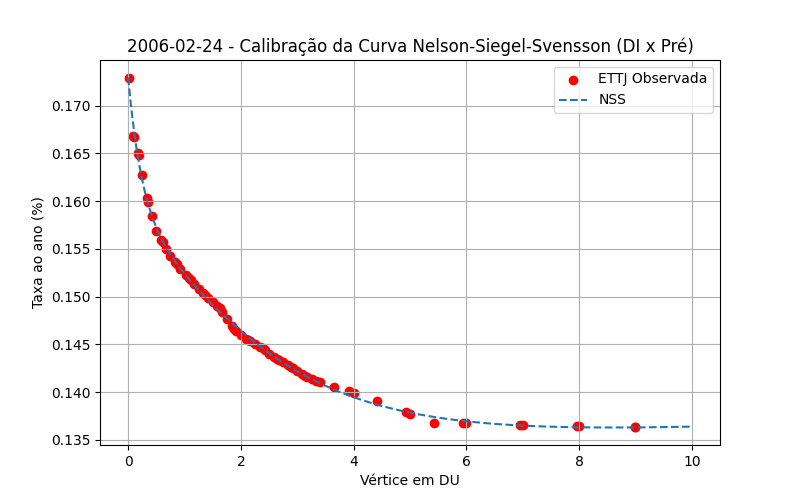 2006-02-24 - Calibração da Curva Nelson-Siegel-Svensson (DI x Pré)
ETTJ Observada
NSS
Taxa ao ano (%)
0.170
0.165
0.160
0.155
0.150
0.145
0.140
0.135
0 2 4 6 8 10
Vértice em DU